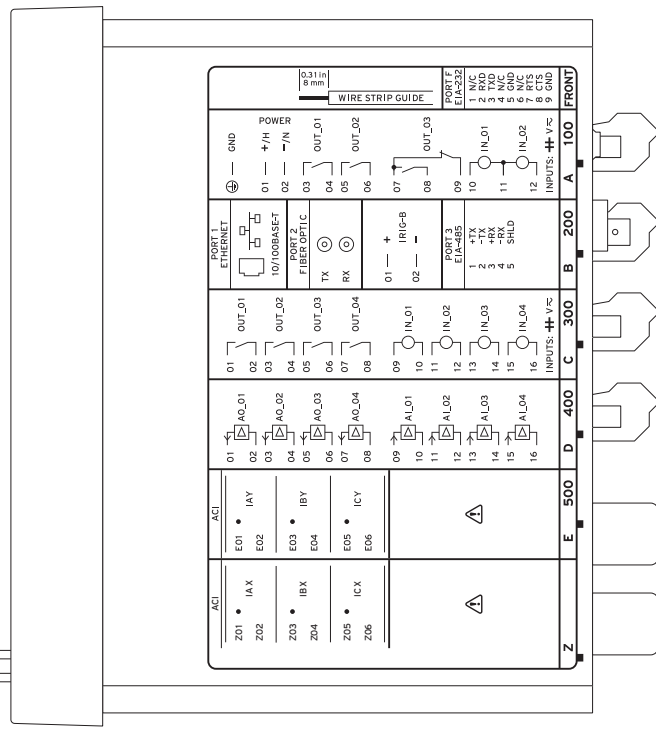 0.31 in
8 mm
WIRE STRIP GUIDE
PORT F
EIA-232
1 N/C
2 RXD
3 TXD
4 N/C
5 GND
6 N/C
7 RTS
8 CTS
9 GND
FRONT
GND
POWER
01 +/H
02 −/N
03
04
OUT_01
05
06
OUT_02
07
08
09
OUT_03
10
11
12
IN_01
IN_02
INPUTS: V
A 100
PORT 1
ETHERNET
10/100BASE-T
PORT 2
FIBER OPTIC
TX
RX
01 +
IRIG-B
02 −
PORT 3
EIA-485
1 +TX
2 -TX
3 +RX
4 -RX
5 SHLD
B 200
01
02
OUT_01
03
04
OUT_02
05
06
OUT_03
07
08
OUT_04
09
10
IN_01
11
12
IN_02
13
14
IN_03
15
16
IN_04
INPUTS: V
C 300
01
02
AO_01
03
04
AO_02
05
06
AO_03
07
08
AO_04
09
10
AI_01
11
12
AI_02
13
14
AI_03
15
16
AI_04
D 400
ACI
E01
E02
IAY
E03
E04
IBY
E05
E06
ICY
E 500
ACI
Z01
Z02
IAX
Z03
Z04
IBX
Z05
Z06
ICX
Z